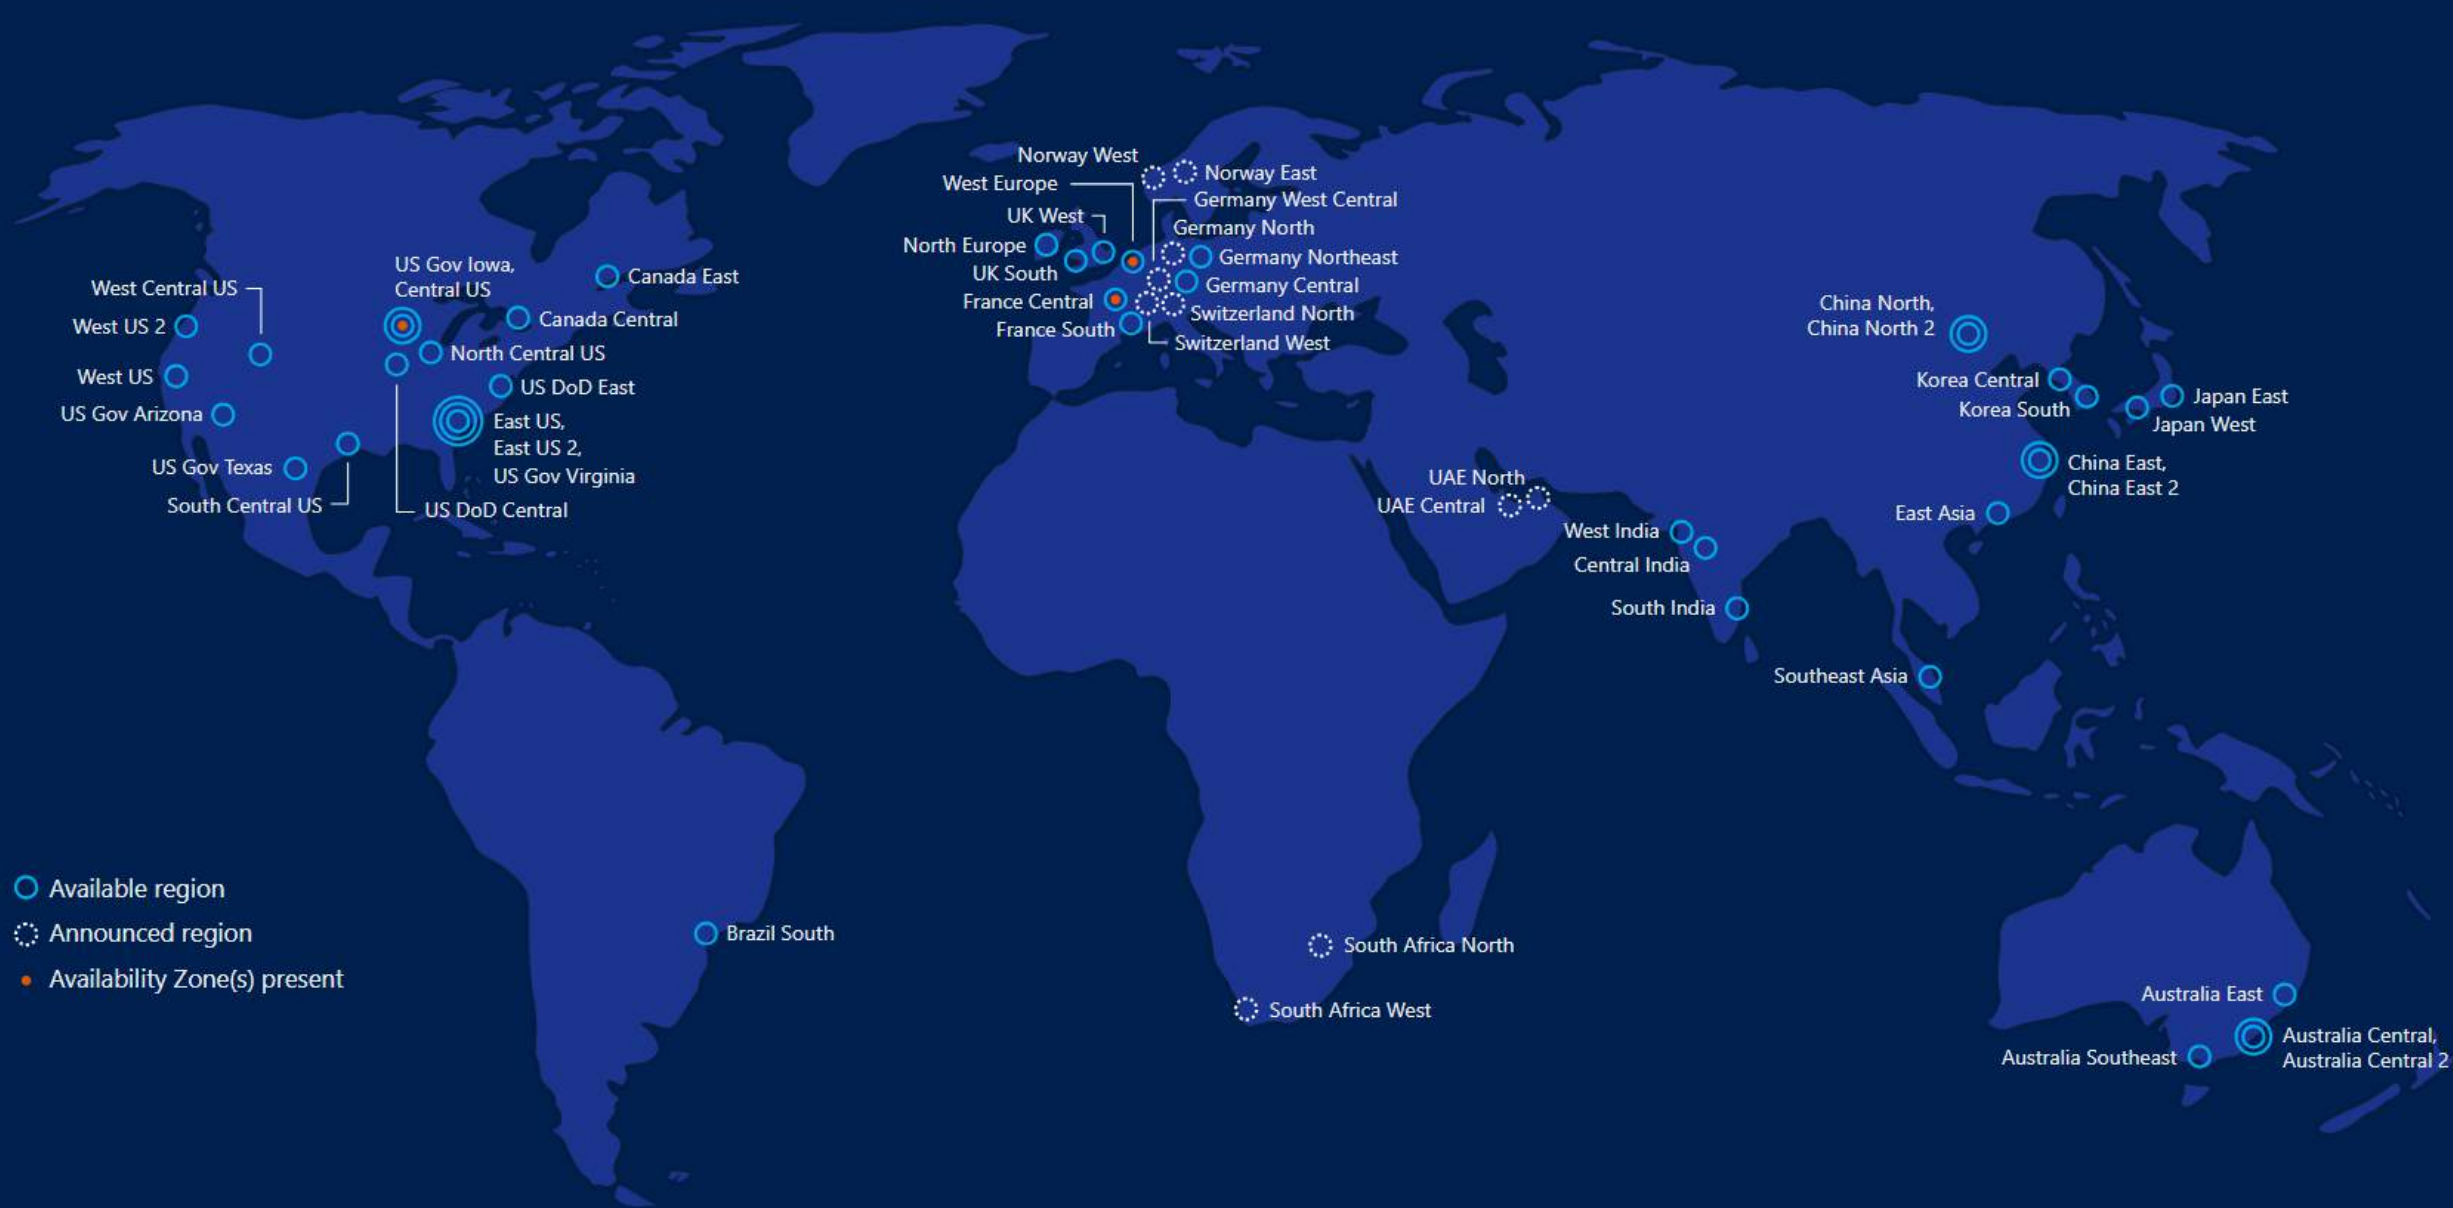 Norway West
Norway East
West Europe
Germany West Central
UK West
Germany North
North Europe
Germany Northeast
UK South
Germany Central
France Central
Switzerland North
France South
Switzerland West
US Gov Iowa,
Central US
Canada East
West Central US
West US 2
Canada Central
North Central US
West US
US DoD East
US Gov Arizona
East US,
East US 2,
US Gov Virginia
US Gov Texas
South Central US
US DoD Central
China North,
China North 2
Korea Central
Korea South
Japan East
Japan West
China East,
China East 2
East Asia
UAE North
UAE Central
West India
Central India
South India
Southeast Asia
Available region
Announced region
Availability Zone(s) present
Brazil South
South Africa North
South Africa West
Australia East
Australia Central,
Australia Central 2
Australia Southeast